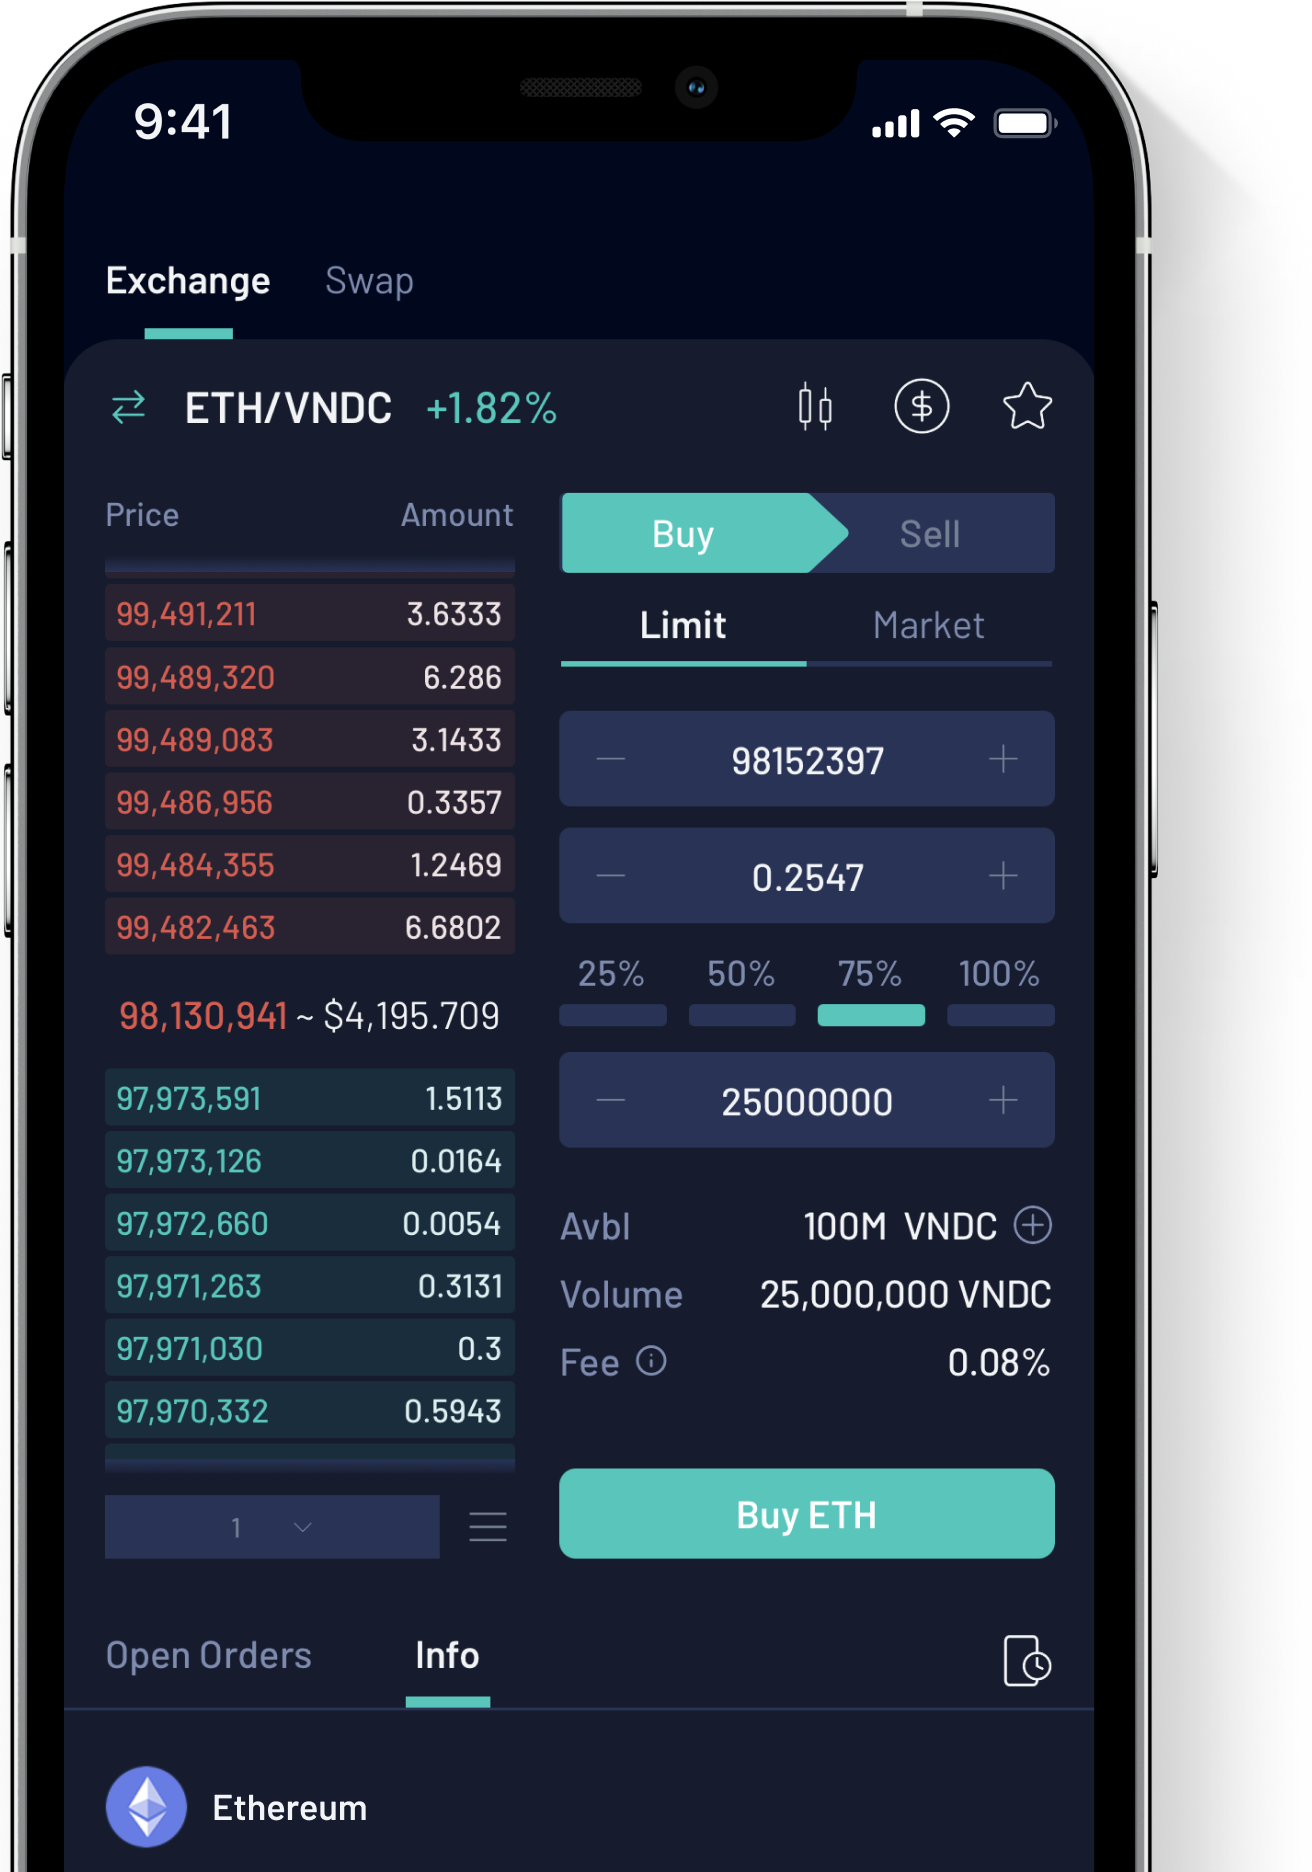 9:41
Exchange Swap
ETH/VNDC +1.82%
Price Amount
99,491,211 3.6333
99,489,320 6.286
99,489,083 3.1433
99,486,956 0.3357
99,484,355 1.2469
99,482,463 6.6802
98,130,941 ~ $4,195.709
97,973,591 1.5113
97,973,126 0.0164
97,972,660 0.0054
97,971,263 0.3131
97,971,030 0.3
97,970,332 0.5943
1
Buy Sell
Limit Market
98152397
0.2547
25% 50% 75% 100%
25000000
Avbl 100M VNDC
Volume 25,000,000 VNDC
Fee 0.08%
Buy ETH
Open Orders Info
Ethereum